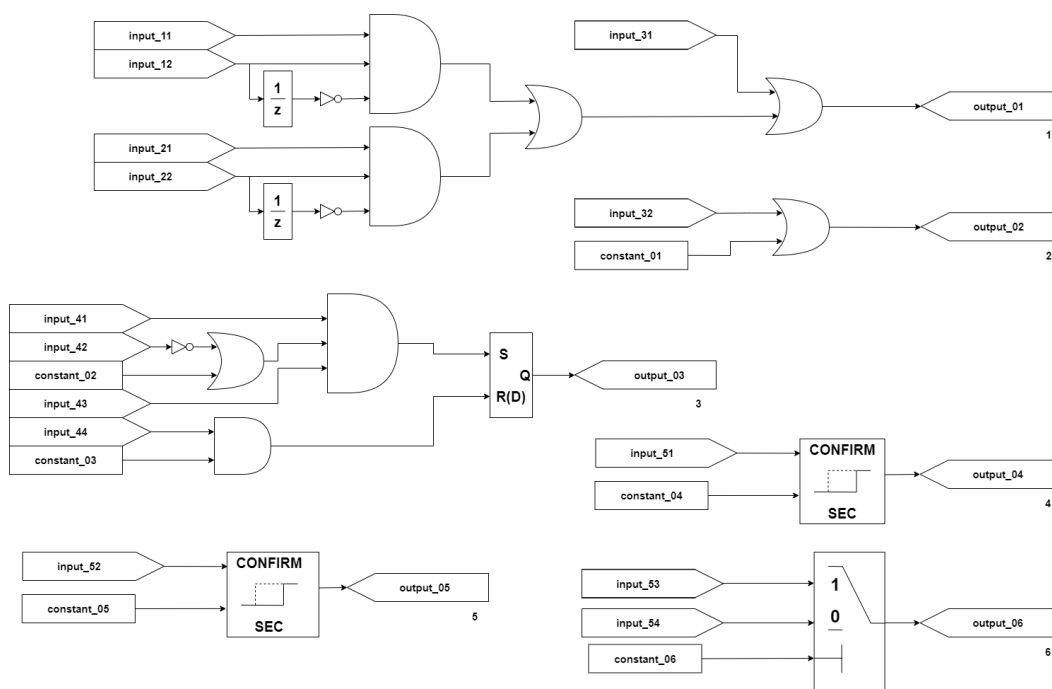 input_11
input_12
1
z
input_21
input_22
1
z
input_31
output_01
1
input_32
constant_01
output_02
2
input_41
input_42
constant_02
input_43
input_44
constant_03
S
Q
R(D)
output_03
3
input_51
constant_04
CONFIRM
SEC
output_04
4
input_52
constant_05
CONFIRM
SEC
output_05
5
input_53
input_54
constant_06
1
0
output_06
6